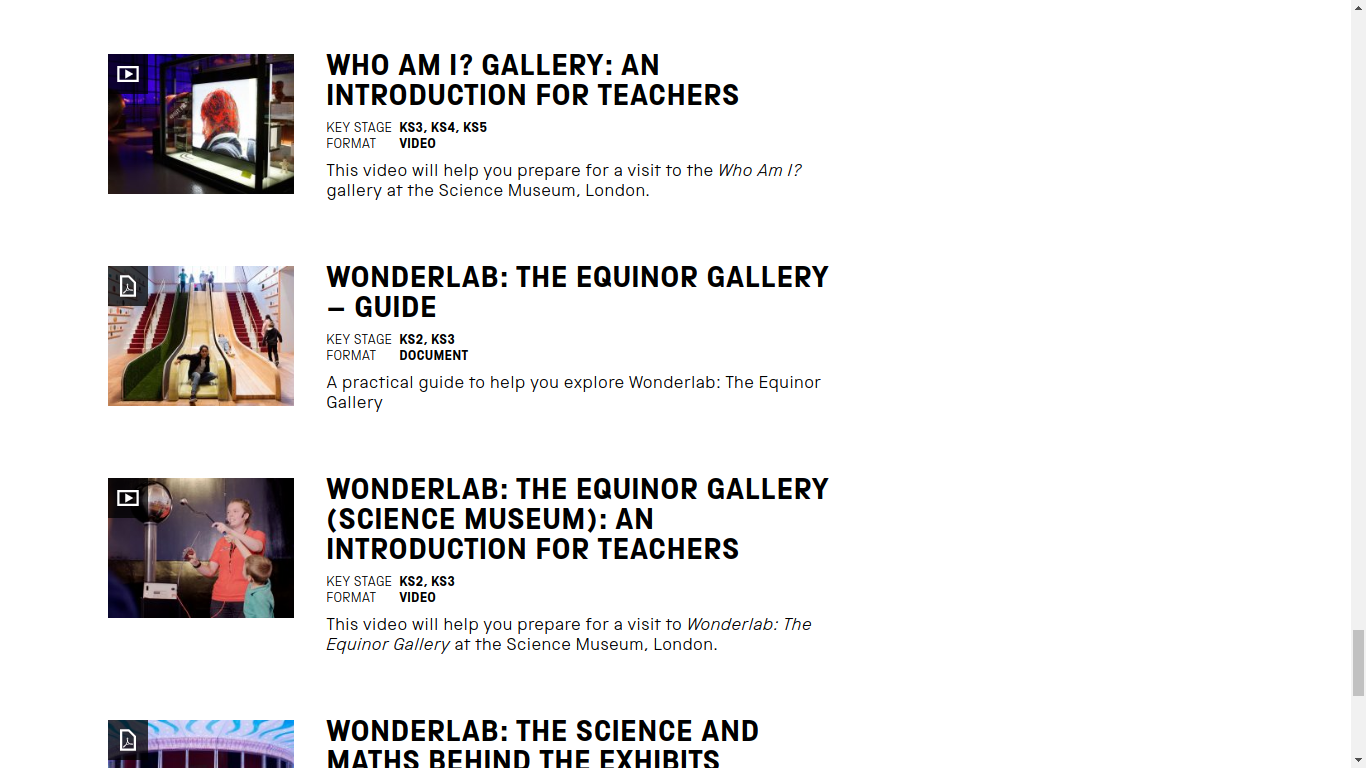 WHO AM I? GALLERY: AN
INTRODUCTION FOR TEACHERS
KEY STAGE KS3, KS4, KS5
FORMAT VIDEO
This video will help you prepare for a visit to the Who Am I?
gallery at the Science Museum, London.
WONDERLAB: THE EQUINOR GALLERY
– GUIDE
KEY STAGE KS2, KS3
FORMAT DOCUMENT
A practical guide to help you explore Wonderlab: The Equinor
Gallery
WONDERLAB: THE EQUINOR GALLERY
(SCIENCE MUSEUM): AN
INTRODUCTION FOR TEACHERS
KEY STAGE KS2, KS3
FORMAT VIDEO
This video will help you prepare for a visit to Wonderlab: The
Equinor Gallery at the Science Museum, London.
WONDERLAB: THE SCIENCE AND
MATHS BEHIND THE EXHIBITS